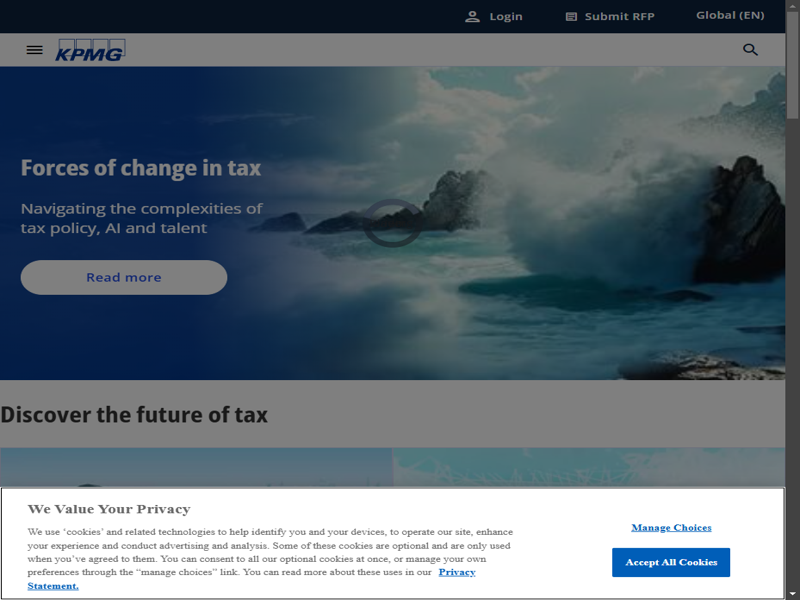 Login
Submit RFP
Global (EN)
KPMG
Forces of change in tax
Navigating the complexities of
tax policy, AI and talent
Read more
Discover the future of tax
We Value Your Privacy
We use ‘cookies’ and related technologies to help identify you and your devices, to operate our site, enhance
your experience and conduct advertising and analysis. Some of these cookies are optional and are only used
when you’ve agreed to them. You can consent to all our optional cookies at once, or manage your own
preferences through the “manage choices” link. You can read more about these uses in our Privacy
Statement.
Manage Choices
Accept All Cookies